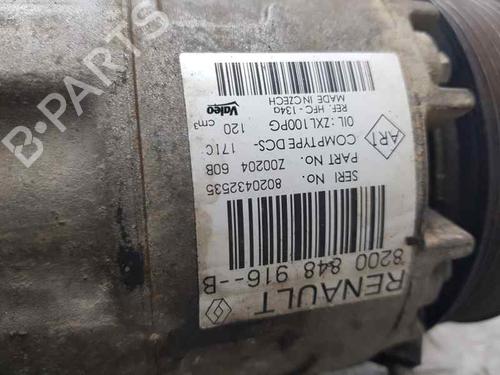 RENAULT
8200 848 916--B
SERI No. 8020432535
PART No. Z00204 60B
COMPTYPE DCS- 171C
OIL:ZXL100PG 120 cm³
REF: HFC - 134a
MADE IN CZECH
Valeo
ART
B-PARTS